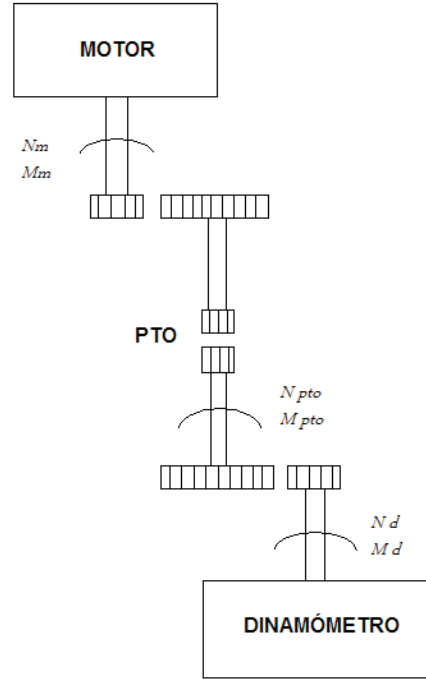 MOTOR
Nm
Mm
PTO
N pto
M pto
N d
M d
DINAMÓMETRO